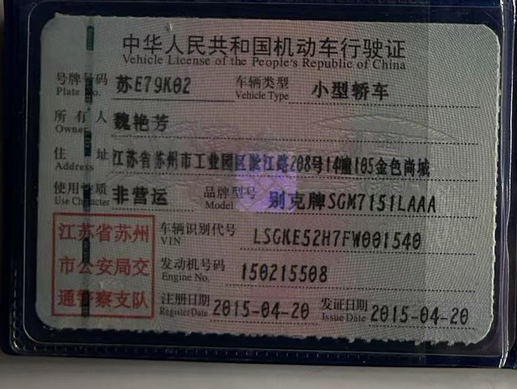 中华人民共和国机动车行驶证
Vehicle License of the People's Republic of China
号牌号码 苏E79K02 车辆类型 小型轿车
Plate No. Vehicle Type
所有人 魏艳芳
Owner
住址 江苏省苏州市工业园区淞江路208号14幢105金色尚城
Address
使用性质 非营运 品牌型号 别克牌SGM7151LAAA
Use Character Model
江苏省苏州
市公安局交
通警察支队
车辆识别代号 LSGKE52H7FW001540
VIN
发动机号码 150215508
Engine No.
注册日期 2015-04-20 发证日期 2015-04-20
Register Date Issue Date